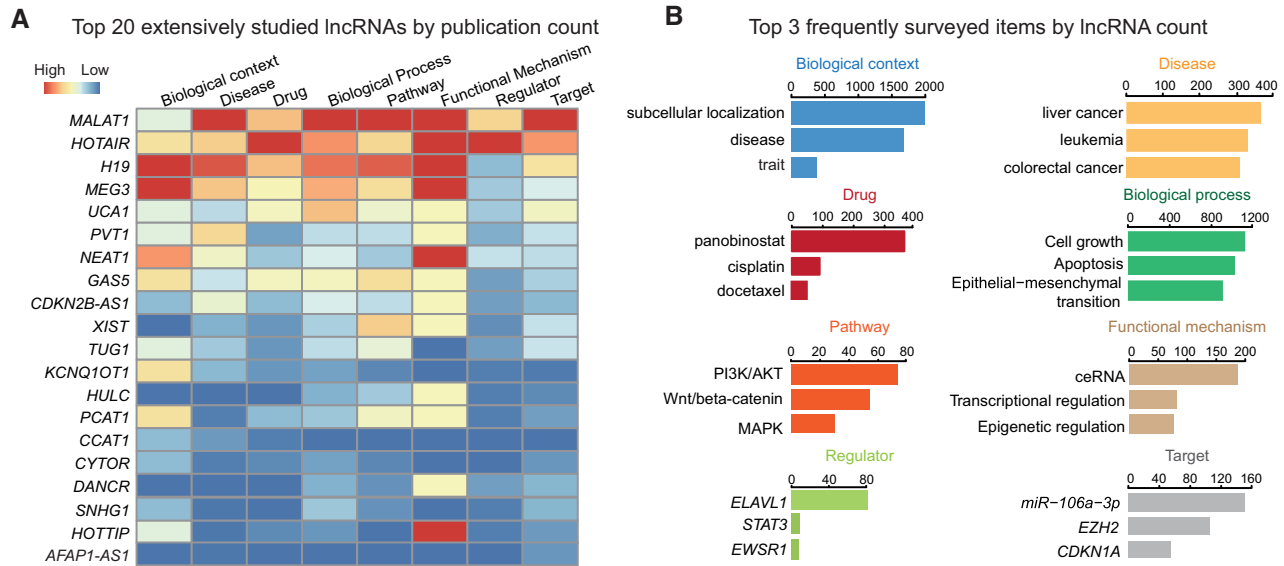 A
Top 20 extensively studied lncRNAs by publication count
High Low
Biological context
Disease
Drug
Biological Process
Pathway
Functional Mechanism
Regulator
Target
MALAT1
HOTAIR
H19
MEG3
UCA1
PVT1
NEAT1
GAS5
CDKN2B-AS1
XIST
TUG1
KCNQ1OT1
HULC
PCAT1
CCAT1
CYTOR
DANCR
SNHG1
HOTTIP
AFAP1-AS1
B
Top 3 frequently surveyed items by lncRNA count
Biological context
0 500 1000 1500 2000
subcellular localization
disease
trait
Disease
0 100 200 300 400
liver cancer
leukemia
colorectal cancer
Drug
0 100 200 300 400
panobinostat
cisplatin
docetaxel
Biological process
0 400 800 1200
Cell growth
Apoptosis
Epithelial−mesenchymal
transition
Pathway
0 20 40 60 80
PI3K/AKT
Wnt/beta-catenin
MAPK
Functional mechanism
0 50 100 150 200
ceRNA
Transcriptional regulation
Epigenetic regulation
Regulator
0 40 80
ELAVL1
STAT3
EWSR1
Target
0 40 80 120 160
miR−106a−3p
EZH2
CDKN1A